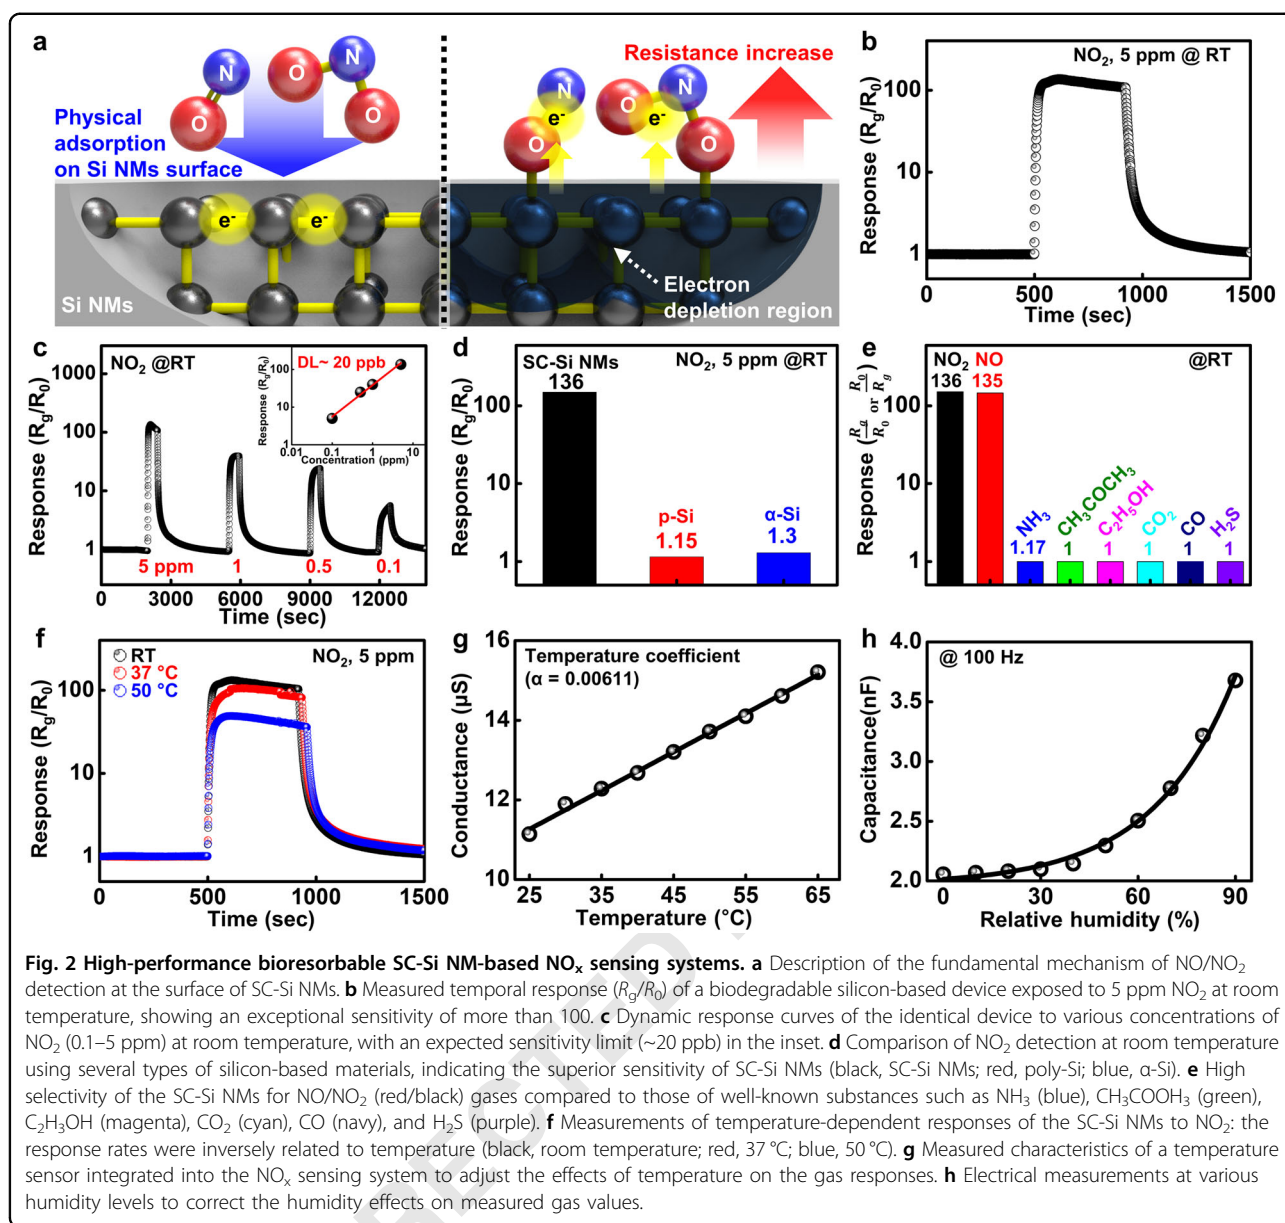 a
N
O
O
N
O
Physical
adsorption
on Si NMs surface
e-
e-
Si NMs
Resistance increase
N
e-
O
N
O
e-
O
Electron
depletion region
b
NO2, 5 ppm @ RT
Response (Rg/R0)
100
10
1
0 500 1000 1500
Time (sec)
c
NO2 @RT
Response (Rg/R0)
1000
100
10
1
5 ppm 1 0.5 0.1
0 3000 6000 9000 12000
Time (sec)
DL~ 20 ppb
Response (Rg/R0)
100
10
1
0.01 0.1 1 10
Concentration (ppm)
d
SC-Si NMs
136
NO2, 5 ppm @RT
Response (Rg/R0)
100
10
1
p-Si
1.15
α-Si
1.3
e
NO2 NO @RT
136 135
Response (Rg/R0 or R0/Rg)
100
10
1
NH3
1.17
CH3COCH3
1
C2H5OH
1
CO2
1
CO
1
H2S
1
f
RT
37 °C
50 °C
NO2, 5 ppm
Response (Rg/R0)
100
10
1
0 500 1000 1500
Time (sec)
g
Temperature coefficient
(α = 0.00611)
Conductance (µS)
16
14
12
10
25 35 45 55 65
Temperature (°C)
h
@ 100 Hz
Capacitance(nF)
4.0
3.5
3.0
2.5
2.0
0 30 60 90
Relative humidity (%)
Fig. 2 High-performance bioresorbable SC-Si NM-based NOx sensing systems. a Description of the fundamental mechanism of NO/NO2
detection at the surface of SC-Si NMs. b Measured temporal response (Rg/R0) of a biodegradable silicon-based device exposed to 5 ppm NO2 at room
temperature, showing an exceptional sensitivity of more than 100. c Dynamic response curves of the identical device to various concentrations of
NO2 (0.1–5 ppm) at room temperature, with an expected sensitivity limit (~20 ppb) in the inset. d Comparison of NO2 detection at room temperature
using several types of silicon-based materials, indicating the superior sensitivity of SC-Si NMs (black, SC-Si NMs; red, poly-Si; blue, α-Si). e High
selectivity of the SC-Si NMs for NO/NO2 (red/black) gases compared to those of well-known substances such as NH3 (blue), CH3COOH3 (green),
C2H3OH (magenta), CO2 (cyan), CO (navy), and H2S (purple). f Measurements of temperature-dependent responses of the SC-Si NMs to NO2: the
response rates were inversely related to temperature (black, room temperature; red, 37 °C; blue, 50 °C). g Measured characteristics of a temperature
sensor integrated into the NOx sensing system to adjust the effects of temperature on the gas responses. h Electrical measurements at various
humidity levels to correct the humidity effects on measured gas values.